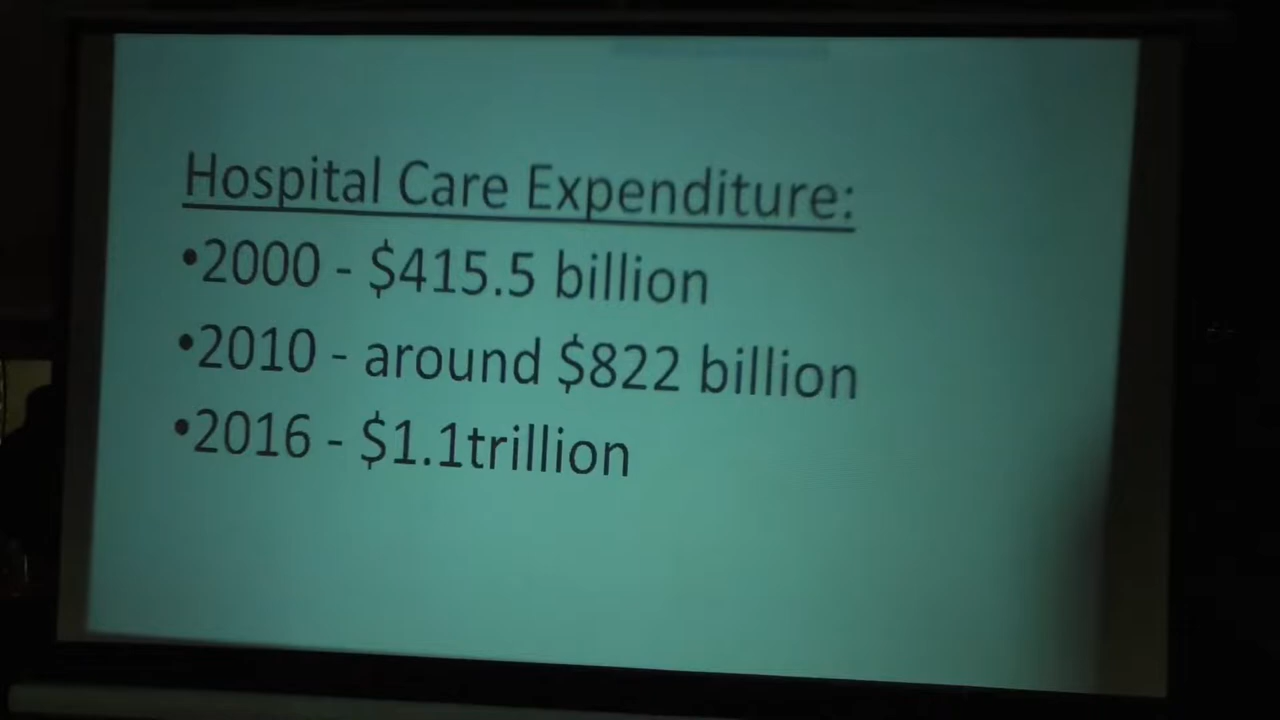 Hospital Care Expenditure:
•2000 - $415.5 billion
•2010 - around $822 billion
•2016 - $1.1trillion